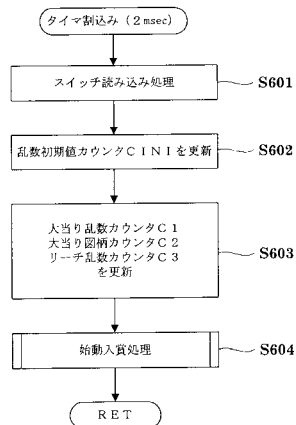 タイマ割込み(2msec)
スイッチ読み込み処理
S601
乱数初期値カウンタCINIを更新
S602
大当り乱数カウンタC1
大当り図柄カウンタC2
リーチ乱数カウンタC3
を更新
S603
始動入賞処理
S604
RET